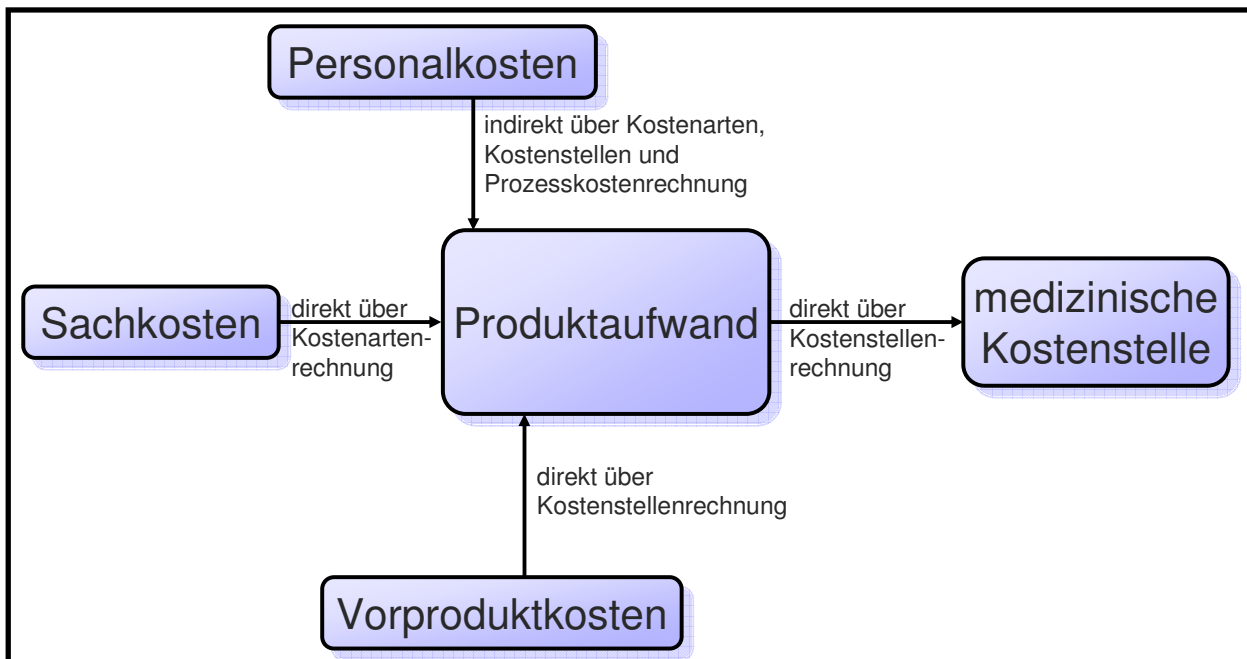 Personalkosten
indirekt über Kostenarten,
Kostenstellen und
Prozesskostenrechnung
Sachkosten
direkt über
Kostenarten-
rechnung
Produktaufwand
direkt über
Kostenstellen-
rechnung
medizinische
Kostenstelle
direkt über
Kostenstellenrechnung
Vorproduktkosten